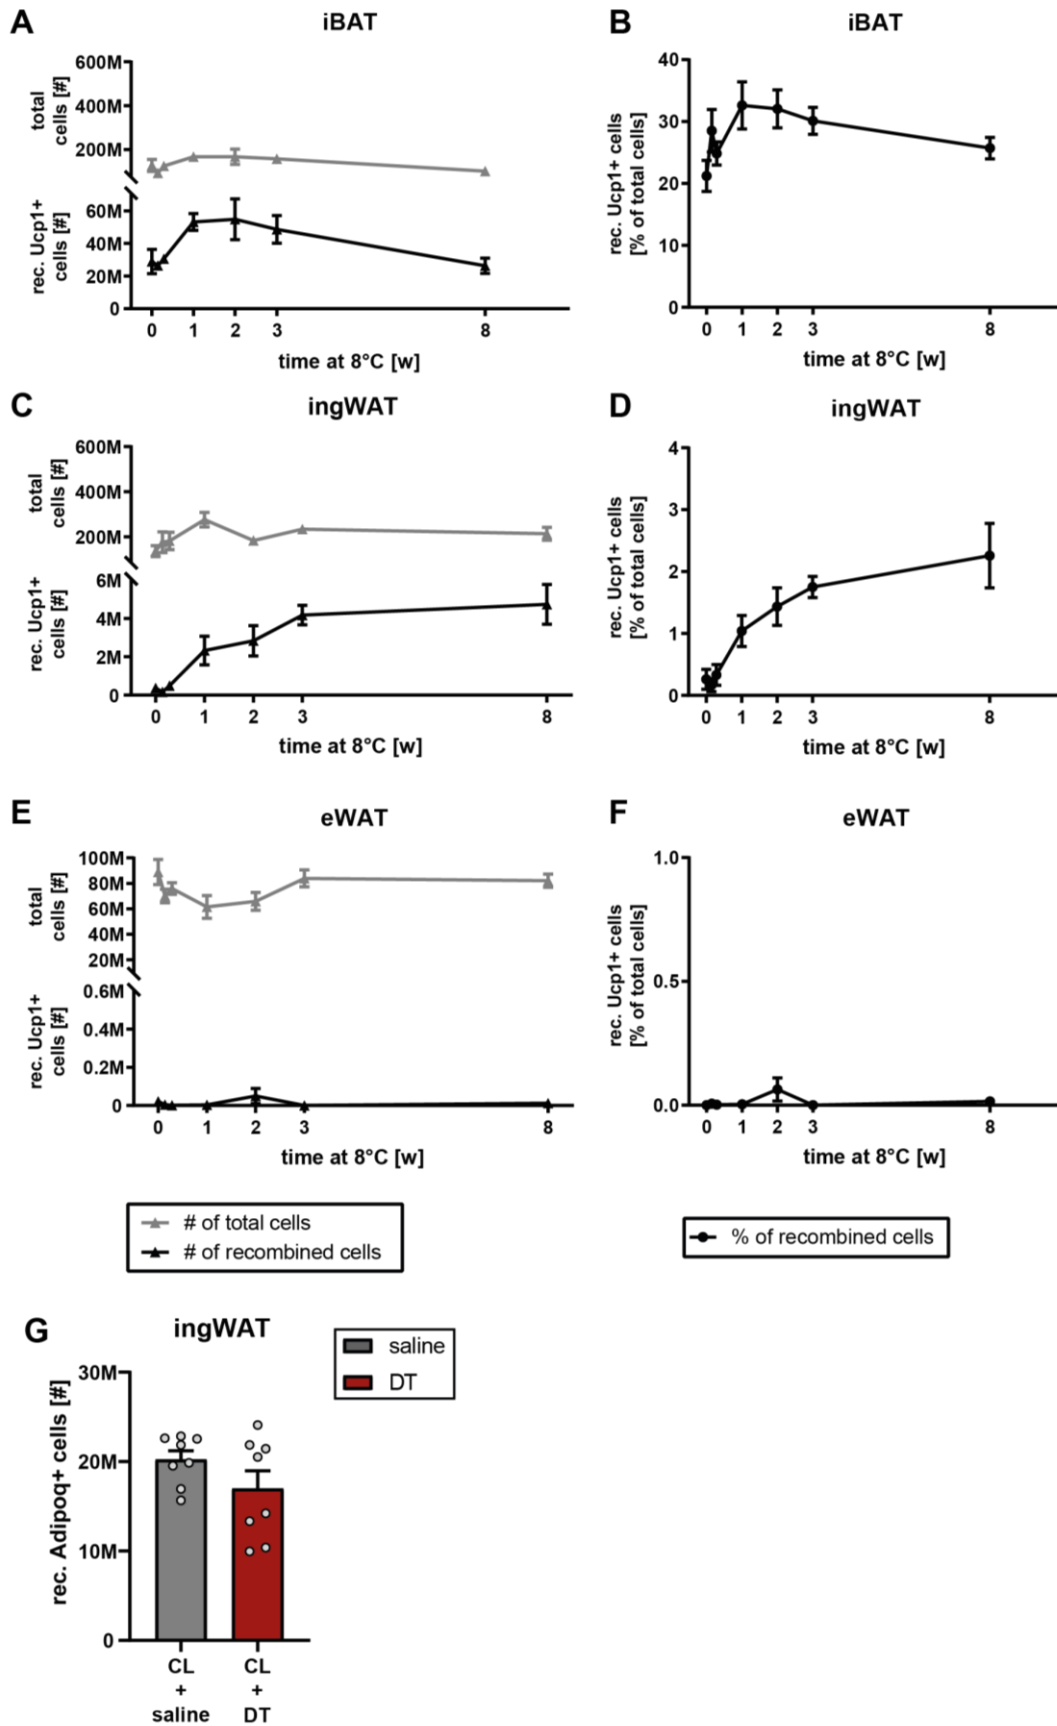 A
iBAT
600M
400M
200M
total
cells [#]
60M
40M
20M
0
rec. Ucp1+
cells [#]
0 1 2 3 8
time at 8°C [w]
B
iBAT
40
30
20
10
0
rec. Ucp1+ cells
[% of total cells]
0 1 2 3 8
time at 8°C [w]
C
ingWAT
600M
400M
200M
total
cells [#]
6M
4M
2M
0
rec. Ucp1+
cells [#]
0 1 2 3 8
time at 8°C [w]
D
ingWAT
4
3
2
1
0
rec. Ucp1+ cells
[% of total cells]
0 1 2 3 8
time at 8°C [w]
E
eWAT
100M
80M
60M
40M
20M
total
cells [#]
0.6M
0.4M
0.2M
0
rec. Ucp1+
cells [#]
0 1 2 3 8
time at 8°C [w]
F
eWAT
1.0
0.5
0.0
rec. Ucp1+ cells
[% of total cells]
0 1 2 3 8
time at 8°C [w]
# of total cells
# of recombined cells
% of recombined cells
G
ingWAT
saline
DT
30M
20M
10M
0
rec. Adipoq+ cells [#]
CL CL
+ +
saline DT